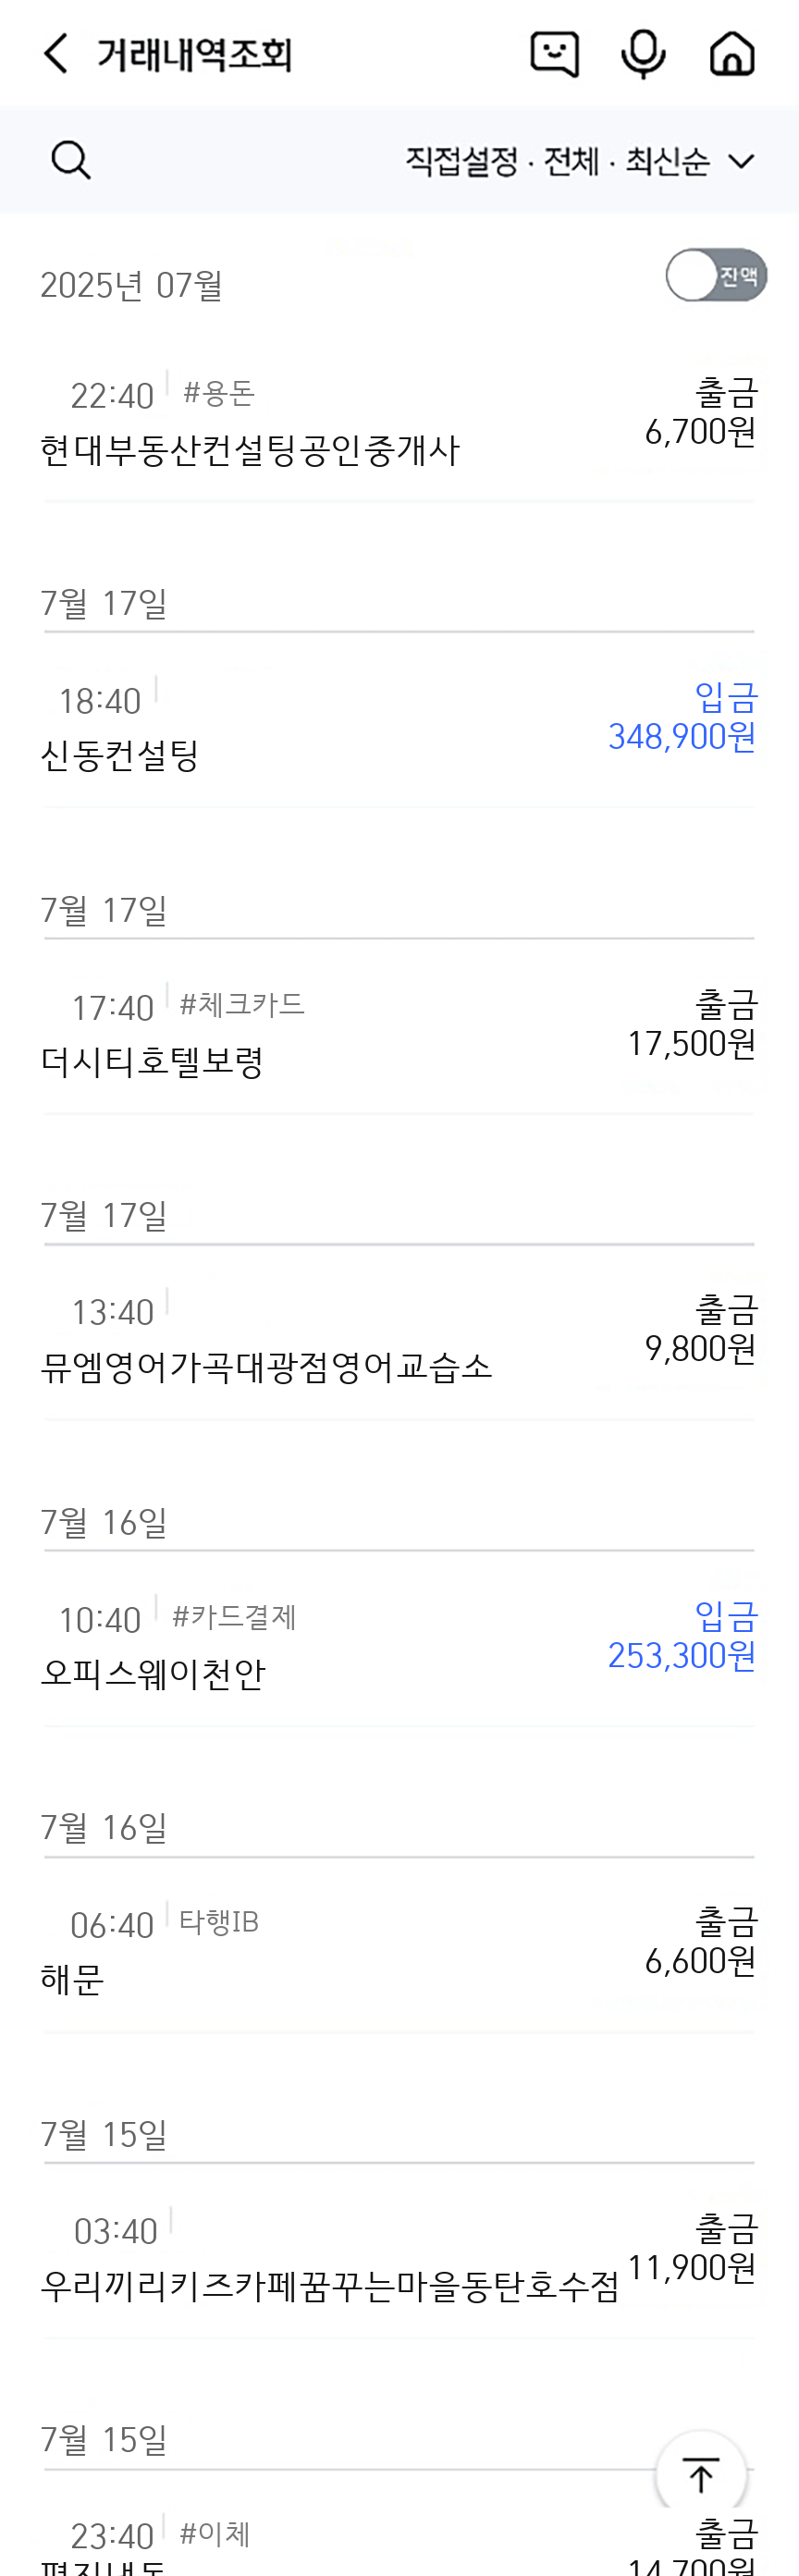 거래내역조회
직접설정 · 전체 · 최신순
2025년 07월
잔액
22:40 #용돈
출금
현대부동산컨설팅공인중개사
6,700원
7월 17일
18:40
입금
신동컨설팅
348,900원
7월 17일
17:40 #체크카드
출금
더시티호텔보령
17,500원
7월 17일
13:40
출금
뮤엠영어가곡대광점영어교습소
9,800원
7월 16일
10:40 #카드결제
입금
오피스웨이천안
253,300원
7월 16일
06:40 타행IB
출금
해문
6,600원
7월 15일
03:40
출금
우리끼리키즈카페꿈꾸는마을동탄호수점
11,900원
7월 15일
23:40 #이체
출금
14,700원